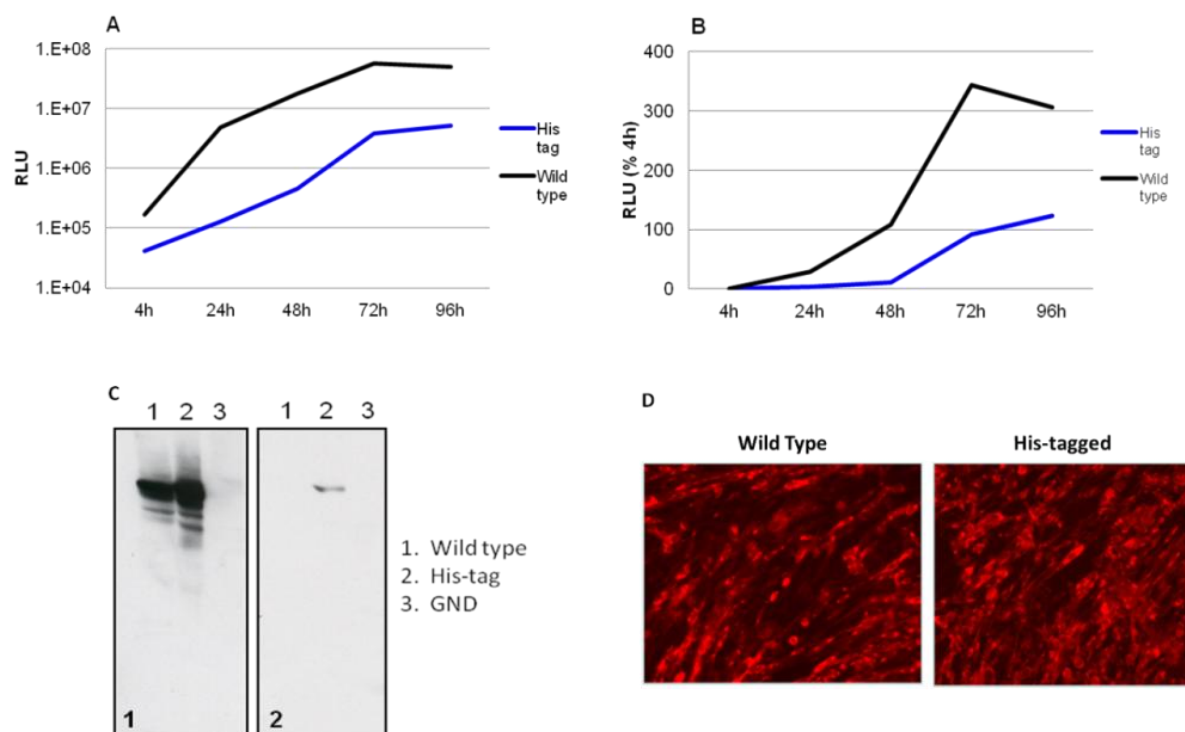 A
1.E+08
1.E+07
1.E+06
1.E+05
1.E+04
RLU
4h 24h 48h 72h 96h
His
tag
Wild
type
B
400
300
200
100
0
RLU (% 4h)
4h 24h 48h 72h 96h
His
tag
Wild
type
C
1 2 3
1 2 3
1
2
1. Wild type
2. His-tag
3. GND
D
Wild Type
His-tagged